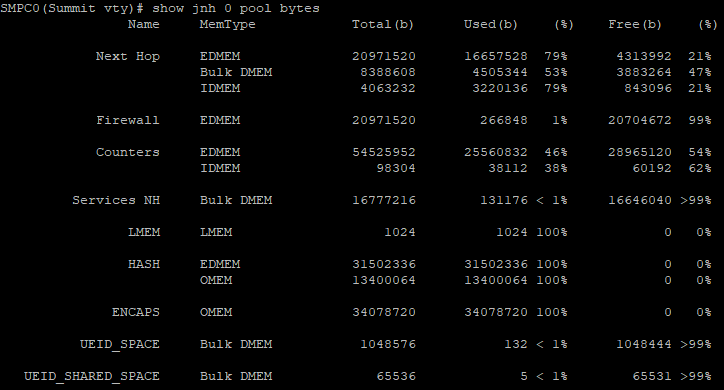 SMPC0(Summit vty)# show jnh 0 pool bytes
Name MemType Total(b) Used(b) (%) Free(b) (%)
Next Hop EDMEM 20971520 16657528 79% 4313992 21%
Bulk DMEM 8388608 4505344 53% 3883264 47%
IDMEM 4063232 3220136 79% 843096 21%
Firewall EDMEM 20971520 266848 1% 20704672 99%
Counters EDMEM 54525952 25560832 46% 28965120 54%
IDMEM 98304 38112 38% 60192 62%
Services NH Bulk DMEM 16777216 131176 < 1% 16646040 >99%
LMEM LMEM 1024 1024 100% 0 0%
HASH EDMEM 31502336 31502336 100% 0 0%
OMEM 13400064 13400064 100% 0 0%
ENCAPS OMEM 34078720 34078720 100% 0 0%
UEID_SPACE Bulk DMEM 1048576 132 < 1% 1048444 >99%
UEID_SHARED_SPACE Bulk DMEM 65536 5 < 1% 65531 >99%